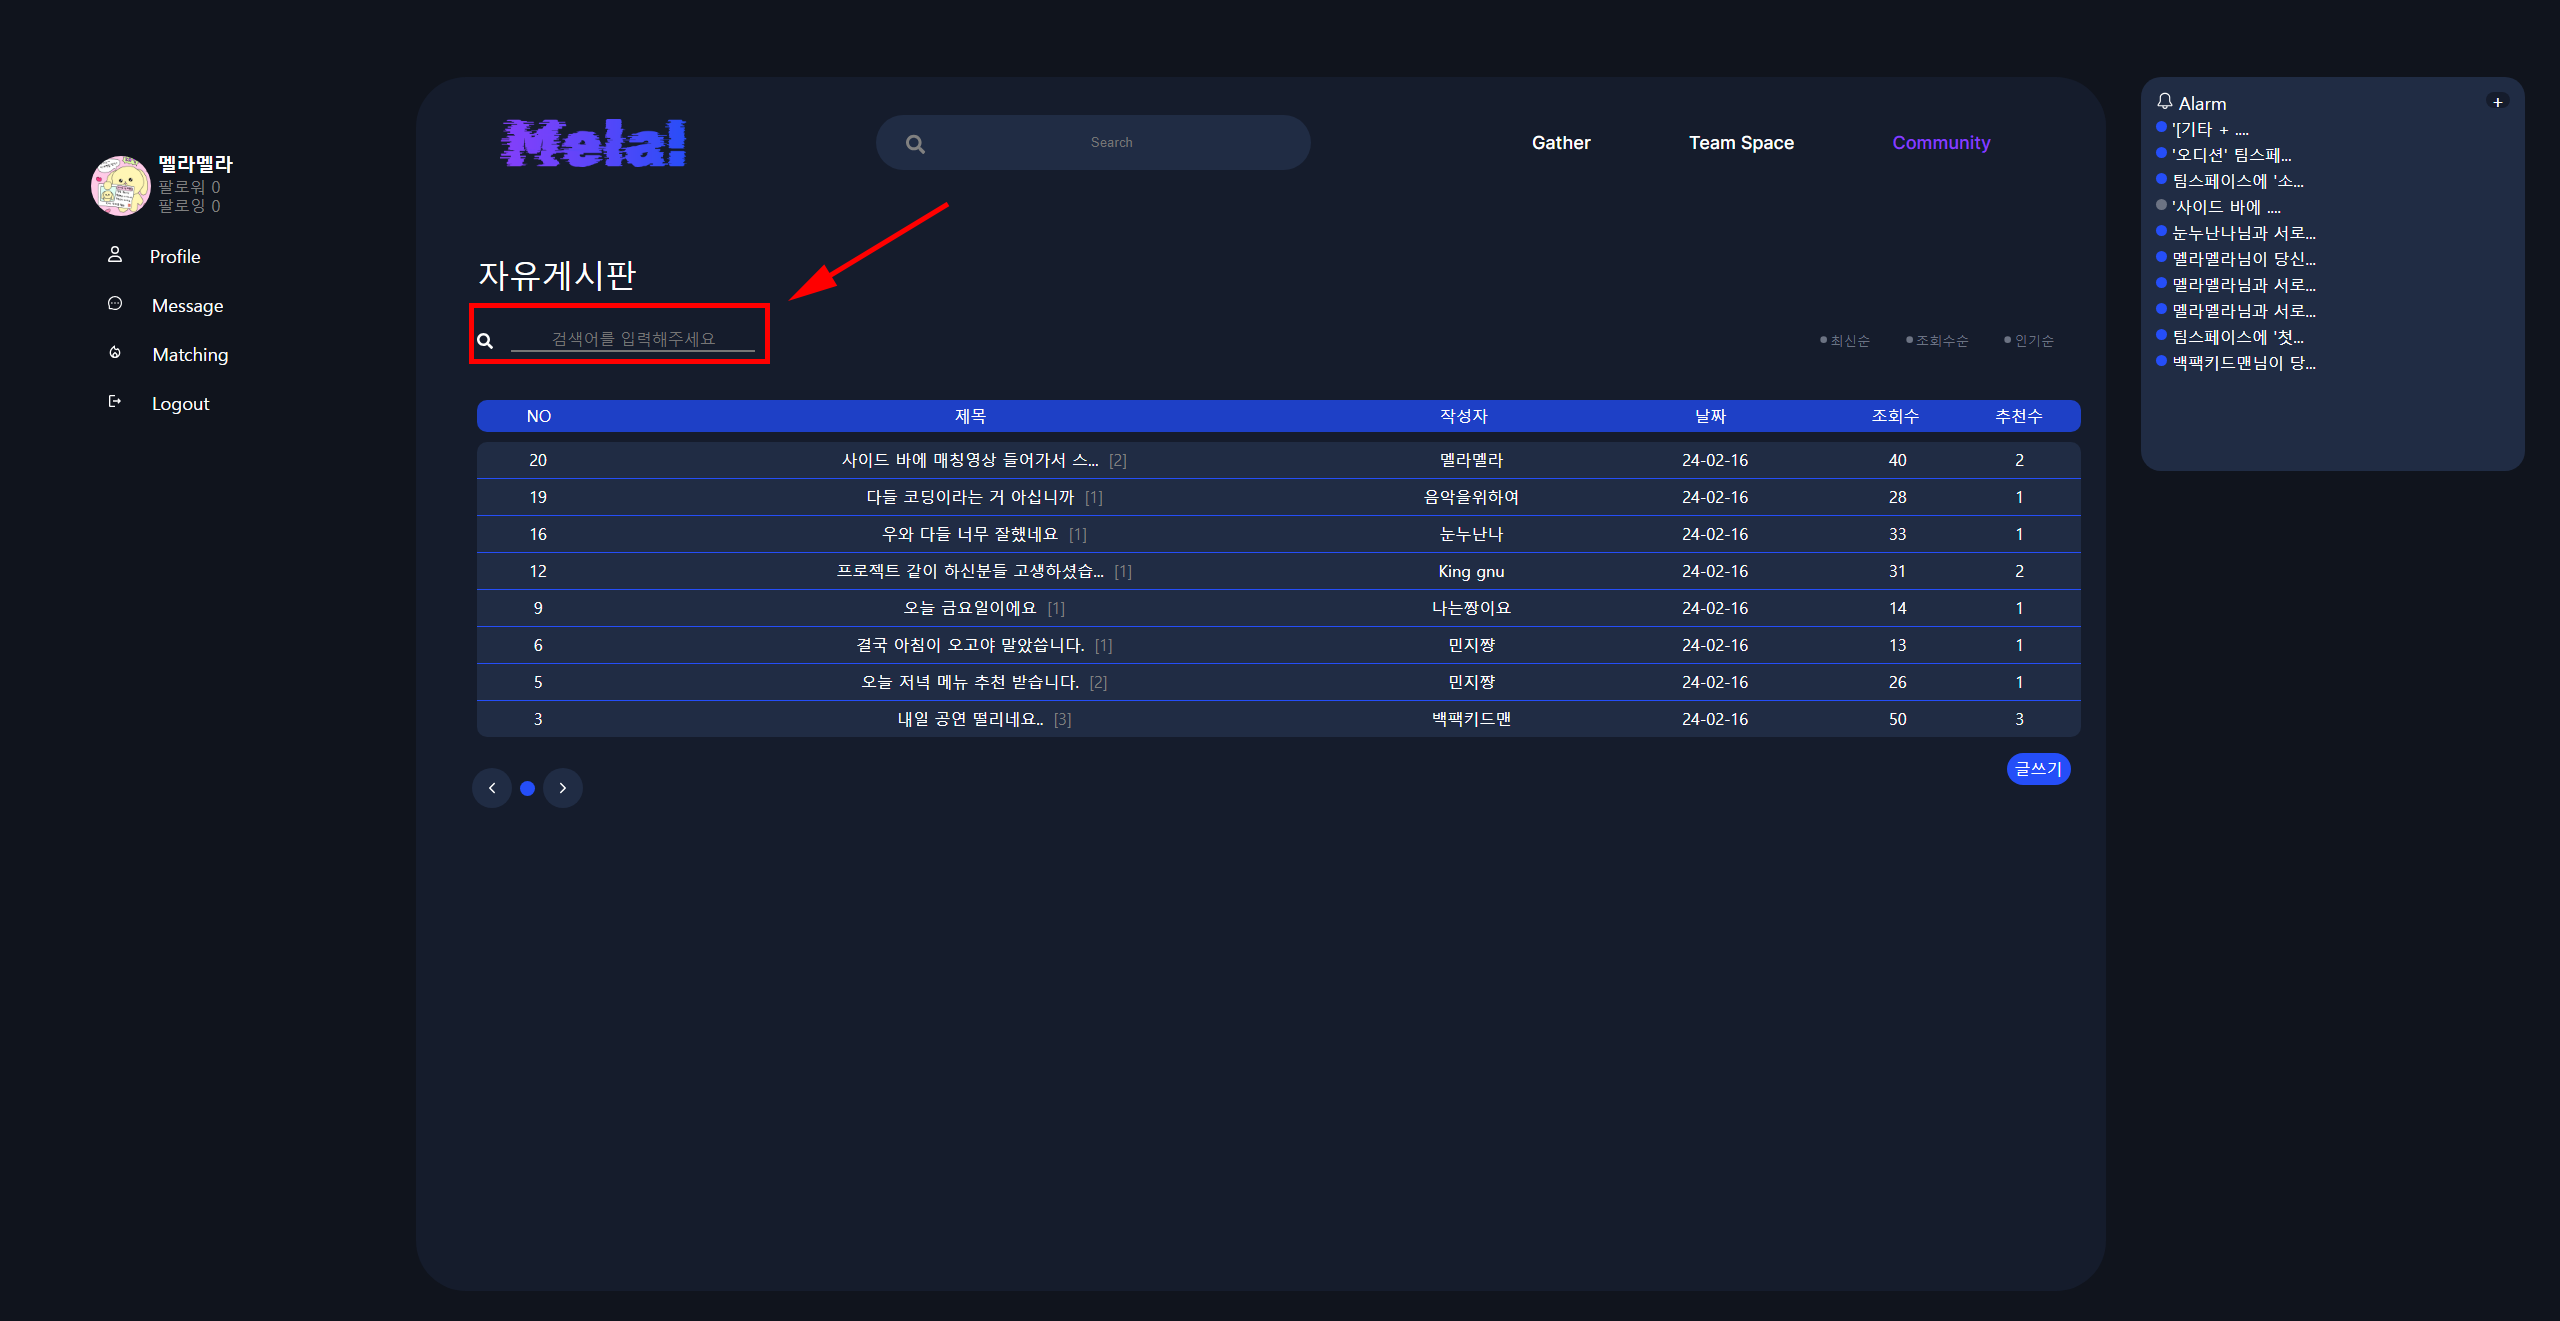 멜라멜라
팔로워 0
팔로잉 0
Profile
Message
Matching
Logout
Mela!
Search
Gather
Team Space
Community
자유게시판
검색어를 입력해주세요
최신순
조회수순
인기순
NO 제목 작성자 날짜 조회수 추천수
20 사이드 바에 매칭영상 들어가서 스... [2] 멜라멜라 24-02-16 40 2
19 다들 코딩이라는 거 아십니까 [1] 음악을위하여 24-02-16 28 1
16 우와 다들 너무 잘했네요 [1] 눈누난나 24-02-16 33 1
12 프로젝트 같이 하신분들 고생하셨습... [1] King gnu 24-02-16 31 2
9 오늘 금요일이에요 [1] 나는짱이요 24-02-16 14 1
6 결국 아침이 오고야 말았씁니다. [1] 민지쨩 24-02-16 13 1
5 오늘 저녁 메뉴 추천 받습니다. [2] 민지쨩 24-02-16 26 1
3 내일 공연 떨리네요.. [3] 백팩키드맨 24-02-16 50 3
글쓰기
Alarm +
'[기타 + ....
'오디션' 팀스페...
팀스페이스에 '소...
'사이드 바에 ....
눈누난나님과 서로...
멜라멜라님이 당신...
멜라멜라님과 서로...
멜라멜라님과 서로...
팀스페이스에 '첫...
백팩키드맨님이 당...